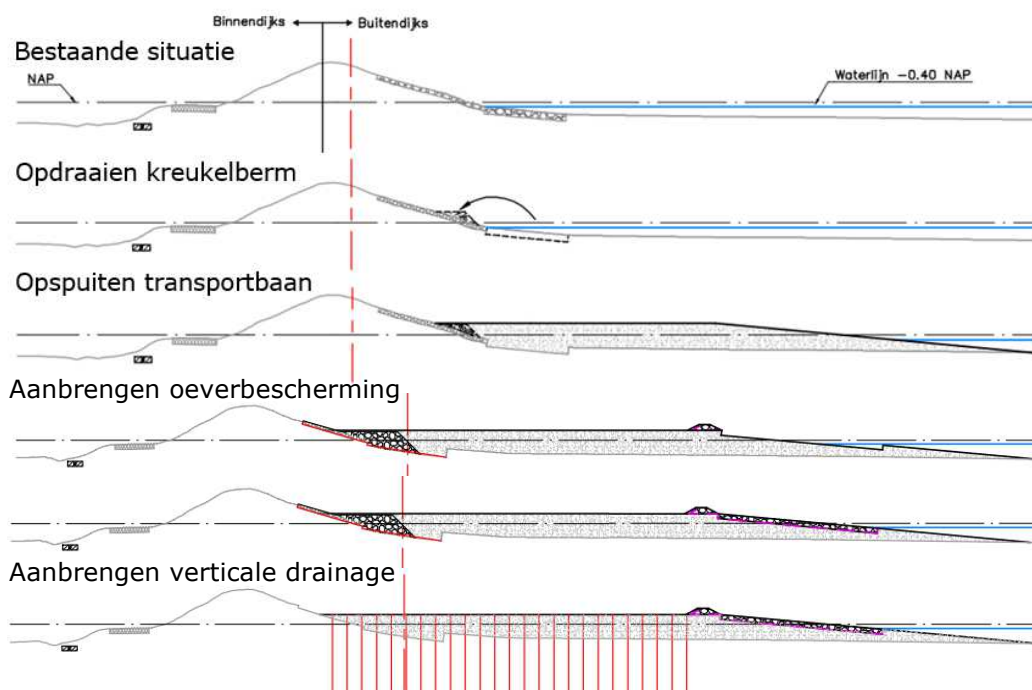 Binnendijks Buitendijks
Bestaande situatie
NAP Waterlijn -0.40 NAP
Opdraaien kreukelberm
Opspuiten transportbaan
Aanbrengen oeverbescherming
Aanbrengen verticale drainage